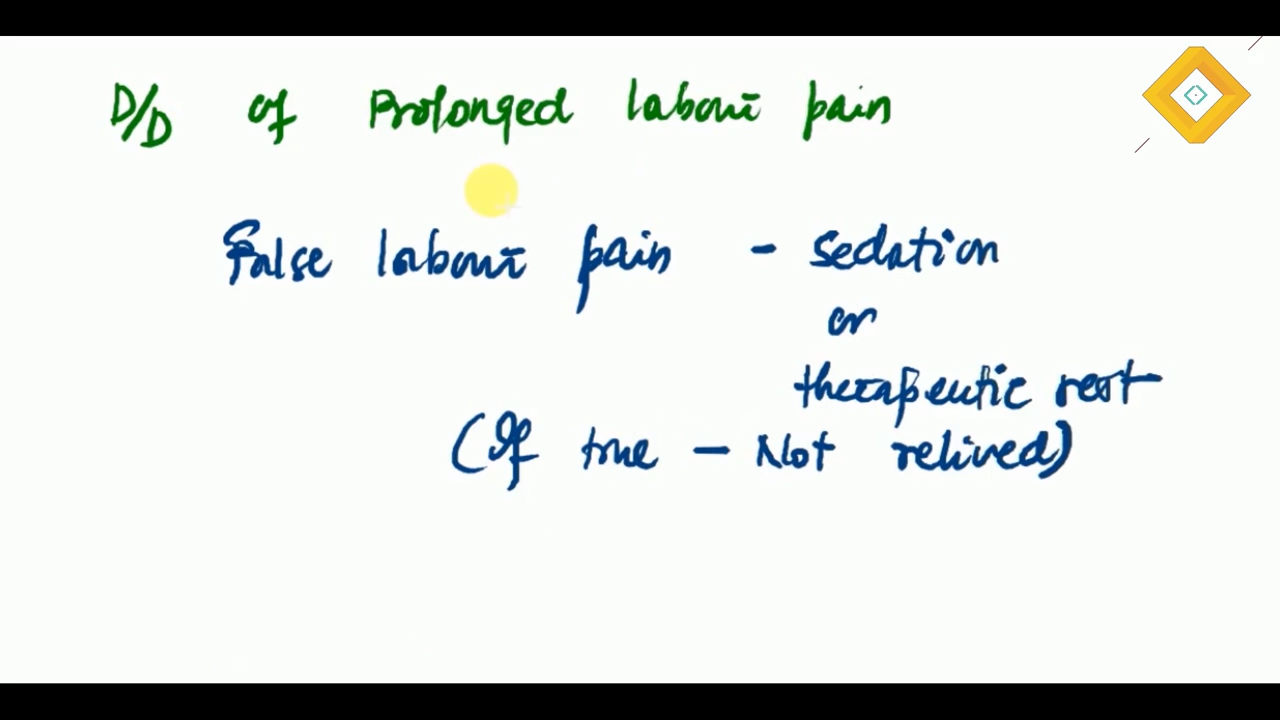 D/D of Prolonged labour pain
False labour pain - sedation
or
therapeutic rest
(If true - Not relived)